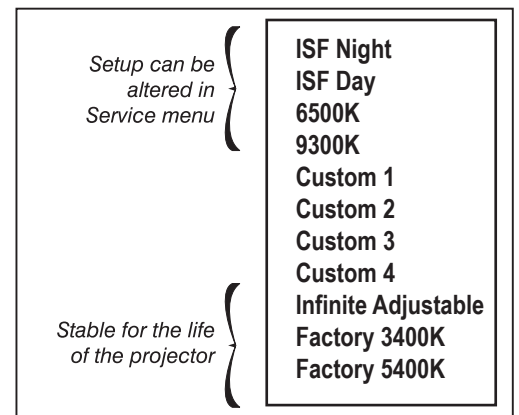 Setup can be
altered in
Service menu
ISF Night
ISF Day
6500K
9300K
Custom 1
Custom 2
Custom 3
Custom 4
Infinite Adjustable
Factory 3400K
Factory 5400K
Stable for the life
of the projector